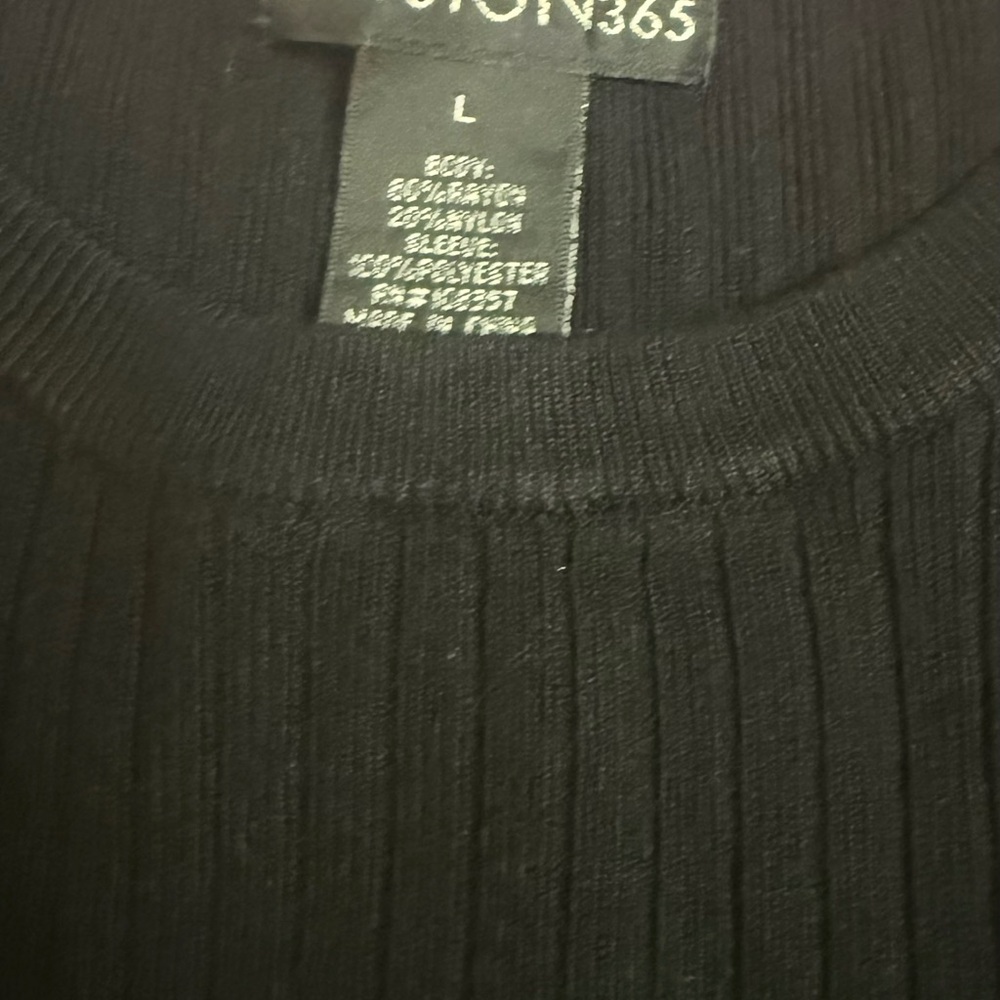 L
BODY:
80%RAYON
20%NYLON
SLEEVE:
100%POLYESTER
MADE IN CHINA